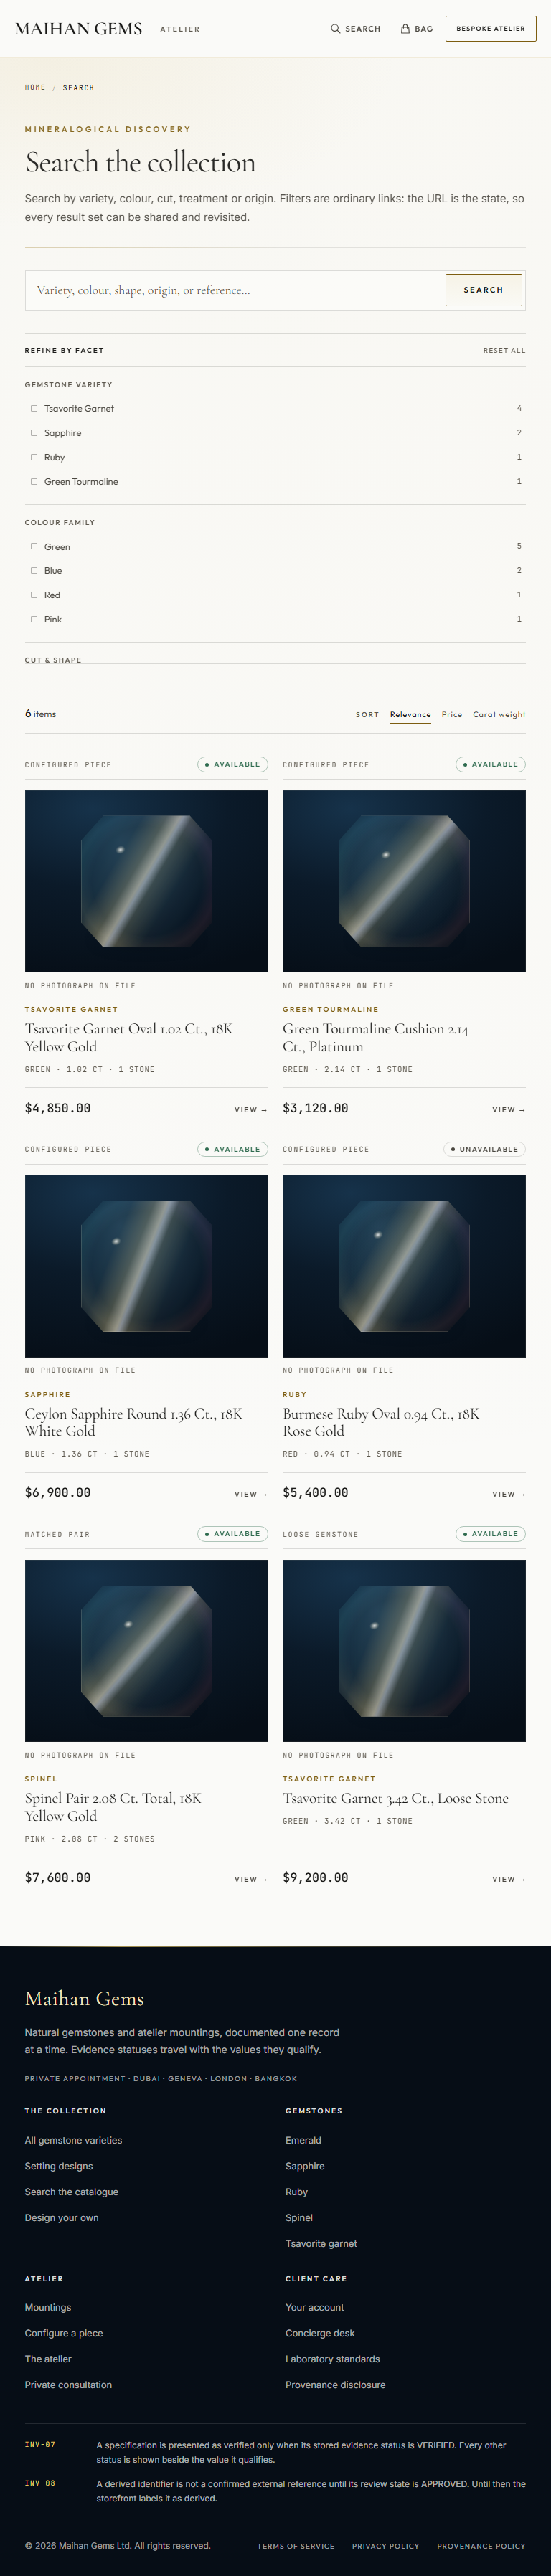 MAIHAN GEMS ATELIER SEARCH BAG BESPOKE ATELIER
HOME / SEARCH
MINERALOGICAL DISCOVERY
Search the collection
Search by variety, colour, cut, treatment or origin. Filters are ordinary links: the URL is the state, so
every result set can be shared and revisited.
Variety, colour, shape, origin, or reference… SEARCH
REFINE BY FACET RESET ALL
GEMSTONE VARIETY
Tsavorite Garnet 4
Sapphire 2
Ruby 1
Green Tourmaline 1
COLOUR FAMILY
Green 5
Blue 2
Red 1
Pink 1
CUT & SHAPE
6 items SORT Relevance Price Carat weight
CONFIGURED PIECE AVAILABLE
NO PHOTOGRAPH ON FILE
TSAVORITE GARNET
Tsavorite Garnet Oval 1.02 Ct., 18K
Yellow Gold
GREEN · 1.02 CT · 1 STONE
$4,850.00 VIEW →
CONFIGURED PIECE AVAILABLE
NO PHOTOGRAPH ON FILE
GREEN TOURMALINE
Green Tourmaline Cushion 2.14
Ct., Platinum
GREEN · 2.14 CT · 1 STONE
$3,120.00 VIEW →
CONFIGURED PIECE AVAILABLE
NO PHOTOGRAPH ON FILE
SAPPHIRE
Ceylon Sapphire Round 1.36 Ct., 18K
White Gold
BLUE · 1.36 CT · 1 STONE
$6,900.00 VIEW →
CONFIGURED PIECE UNAVAILABLE
NO PHOTOGRAPH ON FILE
RUBY
Burmese Ruby Oval 0.94 Ct., 18K
Rose Gold
RED · 0.94 CT · 1 STONE
$5,400.00 VIEW →
MATCHED PAIR AVAILABLE
NO PHOTOGRAPH ON FILE
SPINEL
Spinel Pair 2.08 Ct. Total, 18K
Yellow Gold
PINK · 2.08 CT · 2 STONES
$7,600.00 VIEW →
LOOSE GEMSTONE AVAILABLE
NO PHOTOGRAPH ON FILE
TSAVORITE GARNET
Tsavorite Garnet 3.42 Ct., Loose Stone
GREEN · 3.42 CT · 1 STONE
$9,200.00 VIEW →
Maihan Gems
Natural gemstones and atelier mountings, documented one record
at a time. Evidence statuses travel with the values they qualify.
PRIVATE APPOINTMENT · DUBAI · GENEVA · LONDON · BANGKOK
THE COLLECTION
All gemstone varieties
Setting designs
Search the catalogue
Design your own
GEMSTONES
Emerald
Sapphire
Ruby
Spinel
Tsavorite garnet
ATELIER
Mountings
Configure a piece
The atelier
Private consultation
CLIENT CARE
Your account
Concierge desk
Laboratory standards
Provenance disclosure
INV-07 A specification is presented as verified only when its stored evidence status is VERIFIED. Every other
status is shown beside the value it qualifies.
INV-08 A derived identifier is not a confirmed external reference until its review state is APPROVED. Until then the
storefront labels it as derived.
© 2026 Maihan Gems Ltd. All rights reserved. TERMS OF SERVICE PRIVACY POLICY PROVENANCE POLICY